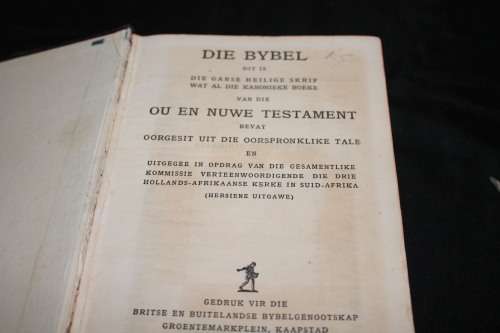 DIE BYBEL
DIT IS
DIE GANSE HEILIGE SKRIF
WAT AL DIE KANONIEKE BOEKE
VAN DIE
OU EN NUWE TESTAMENT
BEVAT
OORGESIT UIT DIE OORSPRONKLIKE TALE
EN
UITGEGEE IN OPDRAG VAN DIE GESAMENTLIKE
KOMMISSIE VERTEENWOORDIGENDE DIE DRIE
HOLLANDS-AFRIKAANSE KERKE IN SUID-AFRIKA
(HERSIENE UITGAWE)
GEDRUK VIR DIE
BRITSE EN BUITELANDSE BYBELGENOOTSKAP
GROENTEMARKPLEIN, KAAPSTAD